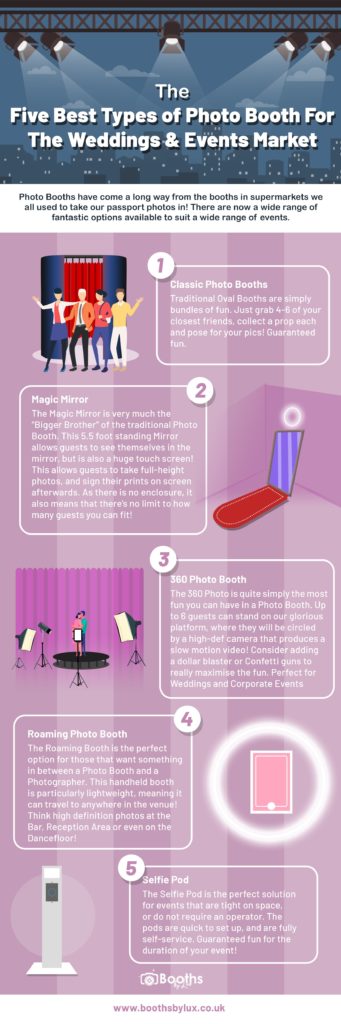 The
Five Best Types of Photo Booth For
The Weddings & Events Market
Photo Booths have come a long way from the booths in supermarkets we
all used to take our passport photos in! There are now a wide range of
fantastic options available to suit a wide range of events.
1
Classic Photo Booths
Traditional Oval Booths are simply
bundles of fun. Just grab 4-6 of your
closest friends, collect a prop each
and pose for your pics! Guaranteed
fun.
2
Magic Mirror
The Magic Mirror is very much the
"Bigger Brother" of the traditional Photo
Booth. This 5.5 foot standing Mirror
allows guests to see themselves in the
mirror, but is also a huge touch screen!
This allows guests to take full-height
photos, and sign their prints on screen
afterwards. As there is no enclosure, it
also means that there's no limit to how
many guests you can fit!
3
360 Photo Booth
The 360 Photo is quite simply the most
fun you can have in a Photo Booth. Up
to 6 guests can stand on our glorious
platform, where they will be circled
by a high-def camera that produces a
slow motion video! Consider adding
a dollar blaster or Confetti guns to
really maximise the fun. Perfect for
Weddings and Corporate Events
4
Roaming Photo Booth
The Roaming Booth is the perfect
option for those that want something
in between a Photo Booth and a
Photographer. This handheld booth
is particularly lightweight, meaning it
can travel to anywhere in the venue!
Think high definition photos at the
Bar, Reception Area or even on the
Dancefloor!
5
Selfie Pod
The Selfie Pod is the perfect solution
for events that are tight on space,
or do not require an operator. The
pods are quick to set up, and are fully
self-service. Guaranteed fun for the
duration of your event!
Booths
www.boothsbylux.co.uk